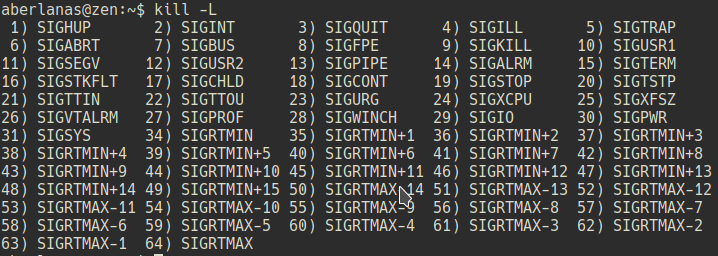 aberlanas@zen:~$ kill -L
1) SIGHUP 2) SIGINT 3) SIGQUIT 4) SIGILL 5) SIGTRAP
6) SIGABRT 7) SIGBUS 8) SIGFPE 9) SIGKILL 10) SIGUSR1
11) SIGSEGV 12) SIGUSR2 13) SIGPIPE 14) SIGALRM 15) SIGTERM
16) SIGSTKFLT 17) SIGCHLD 18) SIGCONT 19) SIGSTOP 20) SIGTSTP
21) SIGTTIN 22) SIGTTOU 23) SIGURG 24) SIGXCPU 25) SIGXFSZ
26) SIGVTALRM 27) SIGPROF 28) SIGWINCH 29) SIGIO 30) SIGPWR
31) SIGSYS 34) SIGRTMIN 35) SIGRTMIN+1 36) SIGRTMIN+2 37) SIGRTMIN+3
38) SIGRTMIN+4 39) SIGRTMIN+5 40) SIGRTMIN+6 41) SIGRTMIN+7 42) SIGRTMIN+8
43) SIGRTMIN+9 44) SIGRTMIN+10 45) SIGRTMIN+11 46) SIGRTMIN+12 47) SIGRTMIN+13
48) SIGRTMIN+14 49) SIGRTMIN+15 50) SIGRTMAX-14 51) SIGRTMAX-13 52) SIGRTMAX-12
53) SIGRTMAX-11 54) SIGRTMAX-10 55) SIGRTMAX-9 56) SIGRTMAX-8 57) SIGRTMAX-7
58) SIGRTMAX-6 59) SIGRTMAX-5 60) SIGRTMAX-4 61) SIGRTMAX-3 62) SIGRTMAX-2
63) SIGRTMAX-1 64) SIGRTMAX